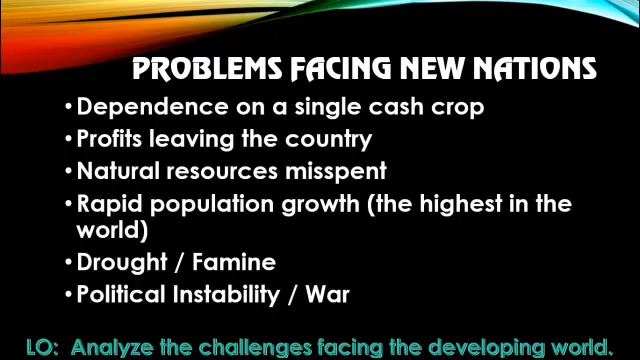 PROBLEMS FACING NEW NATIONS
• Dependence on a single cash crop
• Profits leaving the country
• Natural resources misspent
• Rapid population growth (the highest in the
world)
• Drought / Famine
• Political Instability / War
LO: Analyze the challenges facing the developing world.